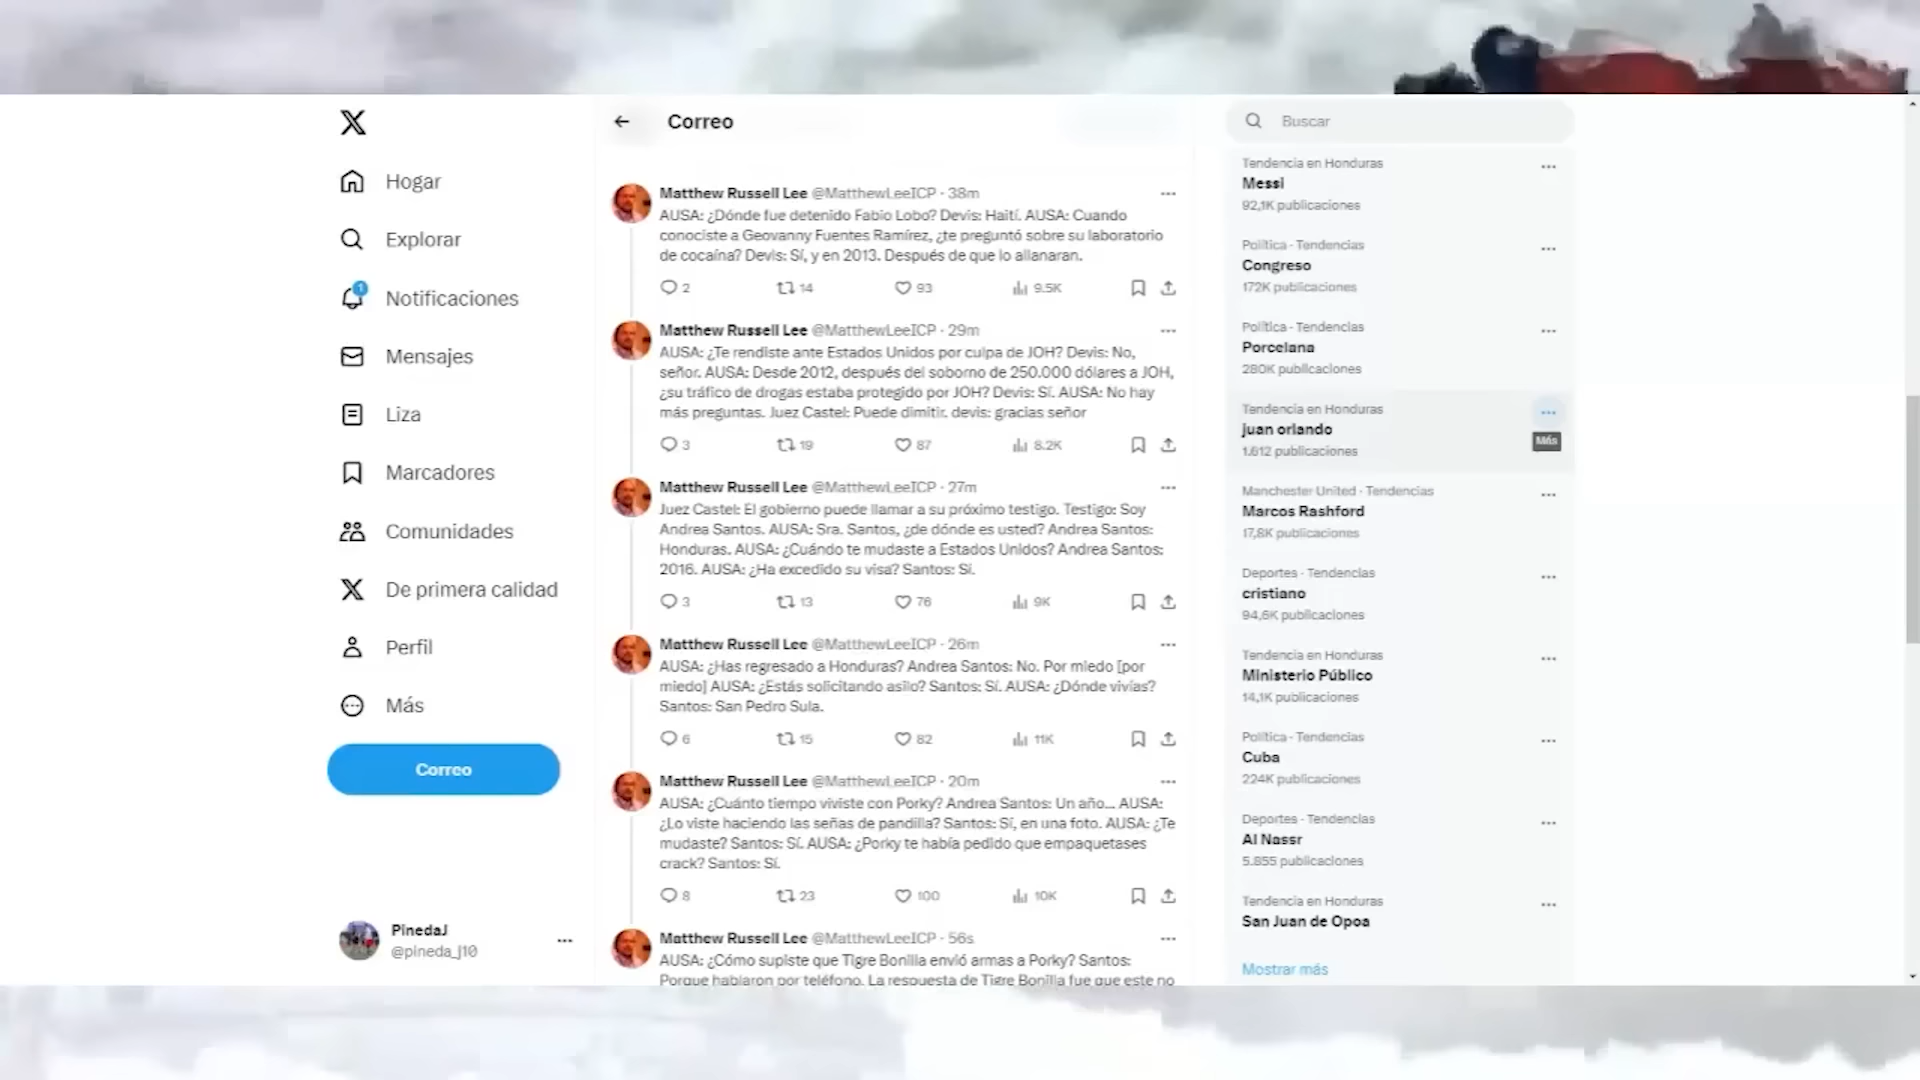 Hogar
Explorar
1
Notificaciones
Mensajes
Liza
Marcadores
Comunidades
De primera calidad
Perfil
Más
Correo
PinedaJ
@pineda_j10
Correo
Matthew Russell Lee @MatthewLeeICP · 38m
AUSA: ¿Dónde fue detenido Fabio Lobo? Devis: Haití. AUSA: Cuando
conociste a Geovanny Fuentes Ramírez, ¿te preguntó sobre su laboratorio
de cocaína? Devis: Sí, y en 2013. Después de que lo allanaran.
2 14 93 9.5K
Matthew Russell Lee @MatthewLeeICP · 29m
AUSA: ¿Te rendiste ante Estados Unidos por culpa de JOH? Devis: No,
señor. AUSA: Desde 2012, después del soborno de 250.000 dólares a JOH,
¿su tráfico de drogas estaba protegido por JOH? Devis: Sí. AUSA: No hay
más preguntas. Juez Castel: Puede dimitir. devis: gracias señor
3 19 87 8.2K
Matthew Russell Lee @MatthewLeeICP · 27m
Juez Castel: El gobierno puede llamar a su próximo testigo. Testigo: Soy
Andrea Santos. AUSA: Sra. Santos, ¿de dónde es usted? Andrea Santos:
Honduras. AUSA: ¿Cuándo te mudaste a Estados Unidos? Andrea Santos:
2016. AUSA: ¿Ha excedido su visa? Santos: Sí.
3 13 76 9K
Matthew Russell Lee @MatthewLeeICP · 26m
AUSA: ¿Has regresado a Honduras? Andrea Santos: No. Por miedo [por
miedo] AUSA: ¿Estás solicitando asilo? Santos: Sí. AUSA: ¿Dónde vivías?
Santos: San Pedro Sula.
6 15 82 11K
Matthew Russell Lee @MatthewLeeICP · 20m
AUSA: ¿Cuánto tiempo viviste con Porky? Andrea Santos: Un año... AUSA:
¿Lo viste haciendo las señas de pandilla? Santos: Sí, en una foto. AUSA: ¿Te
mudaste? Santos: Sí. AUSA: ¿Porky te había pedido que empaquetases
crack? Santos: Sí.
8 23 100 10K
Matthew Russell Lee @MatthewLeeICP · 56s
AUSA: ¿Cómo supiste que Tigre Bonilla envió armas a Porky? Santos:
Porque hablaron por teléfono. La respuesta de Tigre Bonilla fue que este no
Buscar
Tendencia en Honduras
Messi
92,1K publicaciones
Política · Tendencias
Congreso
172K publicaciones
Política · Tendencias
Porcelana
280K publicaciones
Tendencia en Honduras
juan orlando
Más
1.612 publicaciones
Manchester United · Tendencias
Marcos Rashford
17,8K publicaciones
Deportes · Tendencias
cristiano
94,6K publicaciones
Tendencia en Honduras
Ministerio Público
14,1K publicaciones
Política · Tendencias
Cuba
224K publicaciones
Deportes · Tendencias
Al Nassr
5.855 publicaciones
Tendencia en Honduras
San Juan de Opoa
Mostrar más